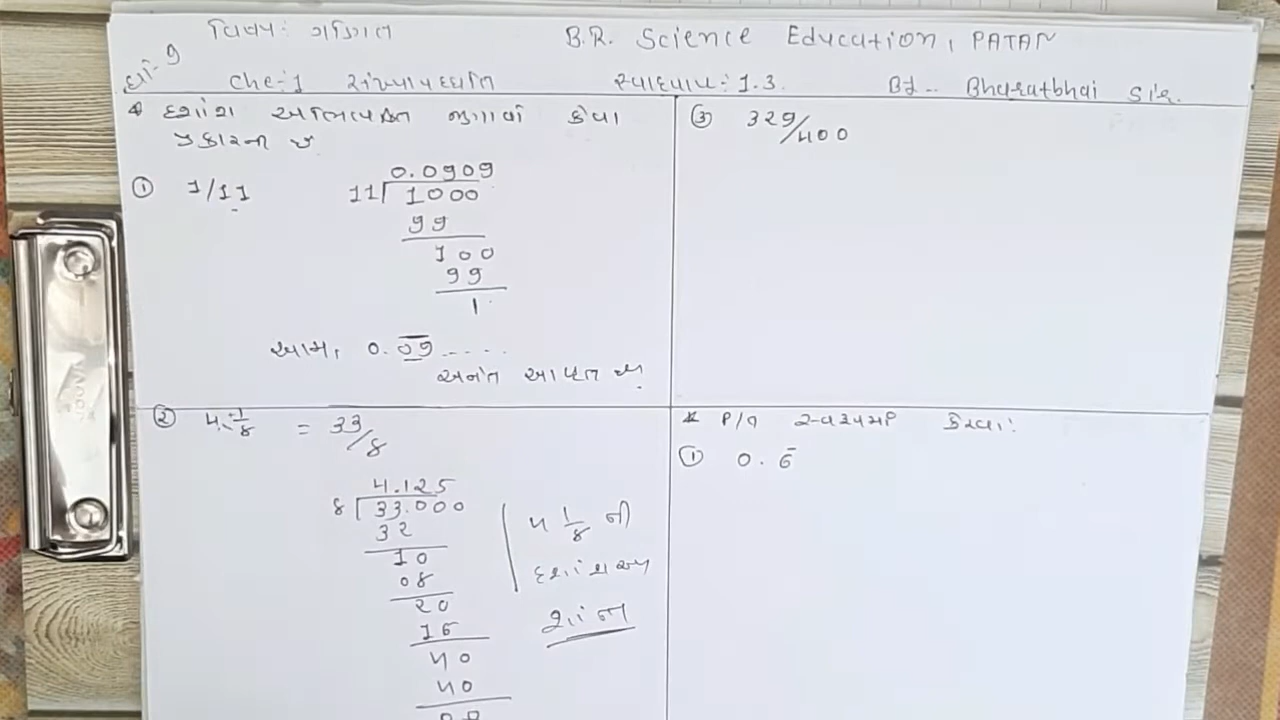 વિષય: ગણિત
B.R. Science Education, PATAN
ધો-9
Ch:-1 સંખ્યાપદ્ધતિ
સ્વાધ્યાય: 1.3.
By.. Bharatbhai Sir.
* દશાંશ અભિવ્યક્તિ જણાવો કેવા
પ્રકારની છે
① 1/11
0.0909
11 1000
99
100
99
1
આમ, 0.09.....
અનંત આવૃત છે
② 4 1/8 = 33/8
4.125
8 33.000
32
10
08
20
16
40
40
00
4 1/8 ની
દશાંશરૂપ
શાંત
③ 329/400
* P/q સ્વરૂપમાં ફેરવો:
① 0.6̅